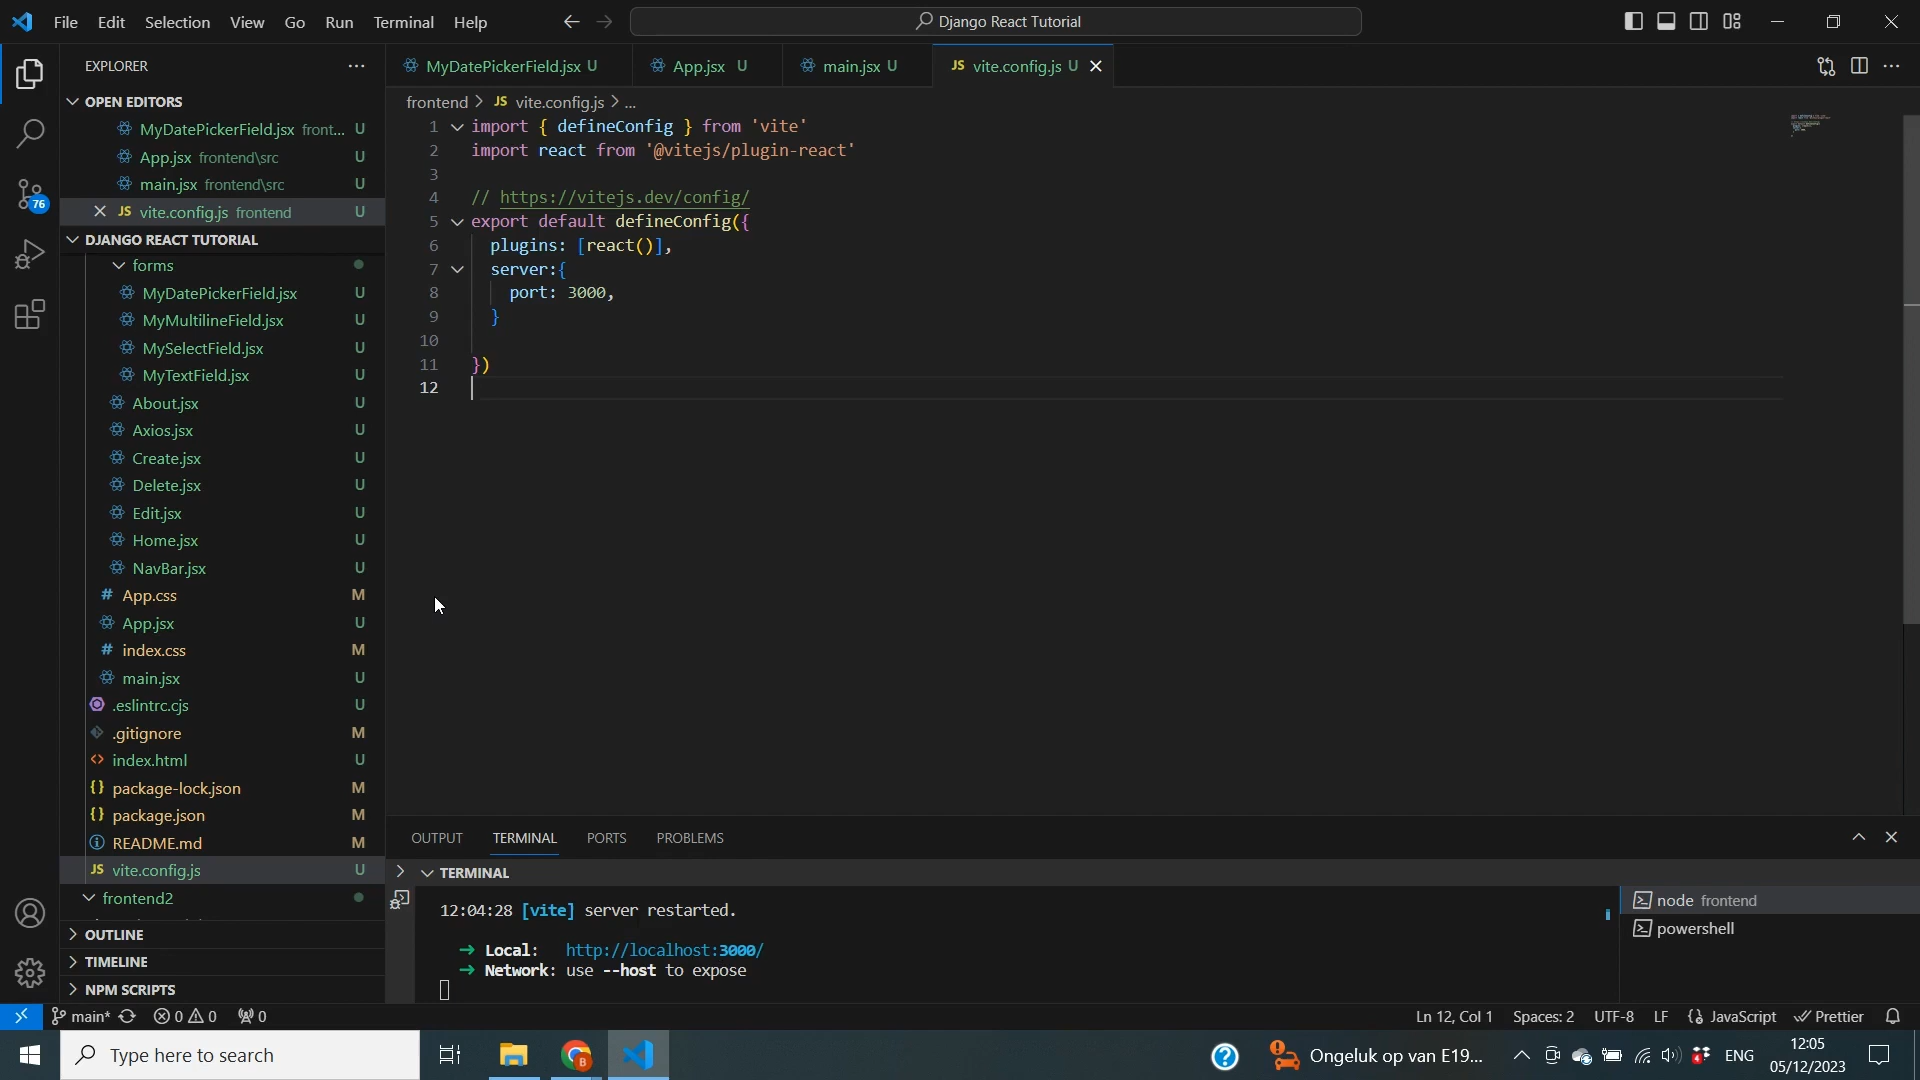 File Edit Selection View Go Run Terminal Help
Django React Tutorial
EXPLORER
OPEN EDITORS
MyDatePickerField.jsx front... U
App.jsx frontend\src U
main.jsx frontend\src U
JS vite.config.js frontend U
DJANGO REACT TUTORIAL
forms
MyDatePickerField.jsx U
MyMultilineField.jsx U
MySelectField.jsx U
MyTextField.jsx U
About.jsx U
Axios.jsx U
Create.jsx U
Delete.jsx U
Edit.jsx U
Home.jsx U
NavBar.jsx U
# App.css M
App.jsx U
# index.css M
main.jsx U
.eslintrc.cjs U
.gitignore M
<> index.html U
{} package-lock.json M
{} package.json M
README.md M
JS vite.config.js U
frontend2
OUTLINE
TIMELINE
NPM SCRIPTS
76
MyDatePickerField.jsx U
App.jsx U
main.jsx U
JS vite.config.js U
frontend > JS vite.config.js > ...
1 import { defineConfig } from 'vite'
2 import react from '@vitejs/plugin-react'
3
4 // https://vitejs.dev/config/
5 export default defineConfig({
6 plugins: [react()],
7 server:{
8 port: 3000,
9 }
10
11 })
12
OUTPUT TERMINAL PORTS PROBLEMS
TERMINAL
12:04:28 [vite] server restarted.
→ Local: http://localhost:3000/
→ Network: use --host to expose
node frontend
powershell
main* 0 0 0
Ln 12, Col 1 Spaces: 2 UTF-8 LF {} JavaScript Prettier
Type here to search
Ongeluk op van E19...
ENG
12:05
05/12/2023